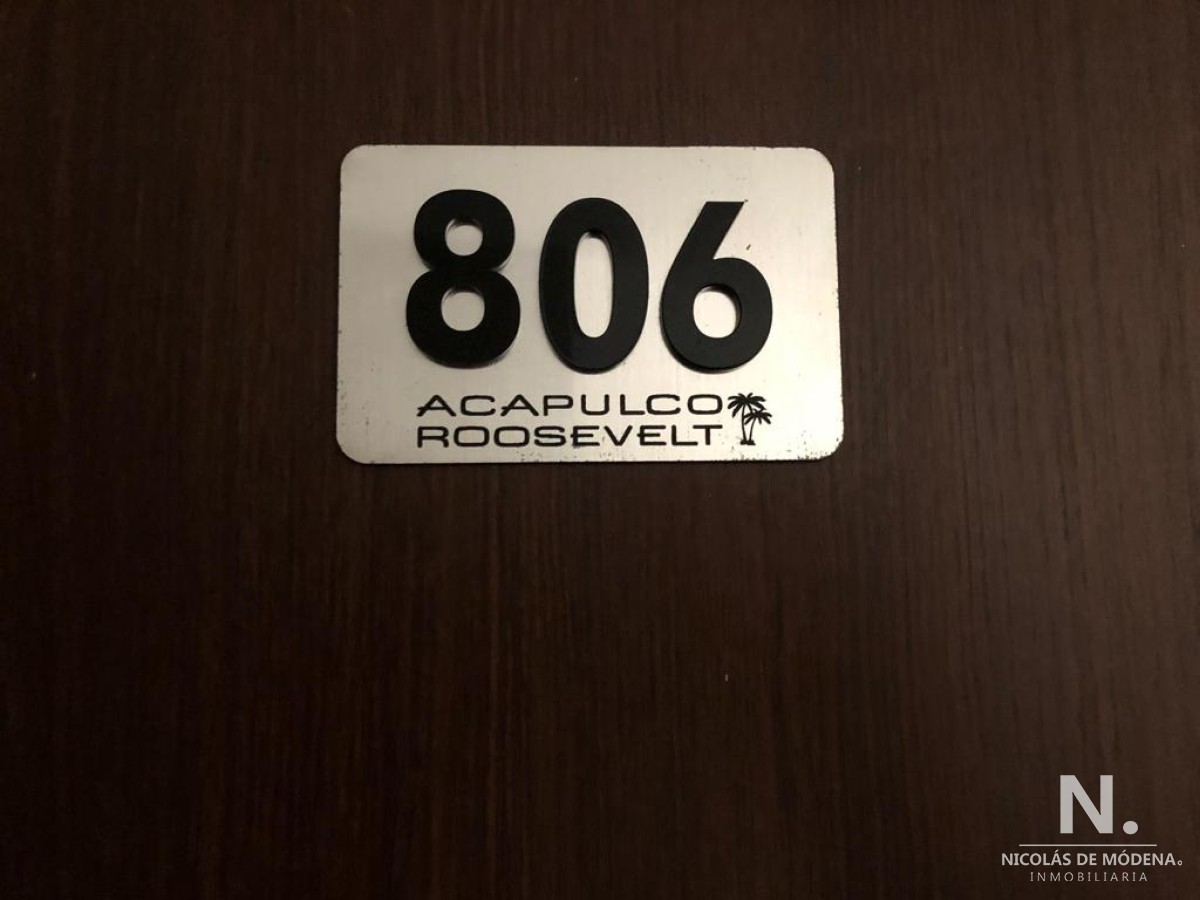 806
ACAPULCO
ROOSEVELT
N.
NICOLÁS DE MÓDENA
INMOBILIARIA